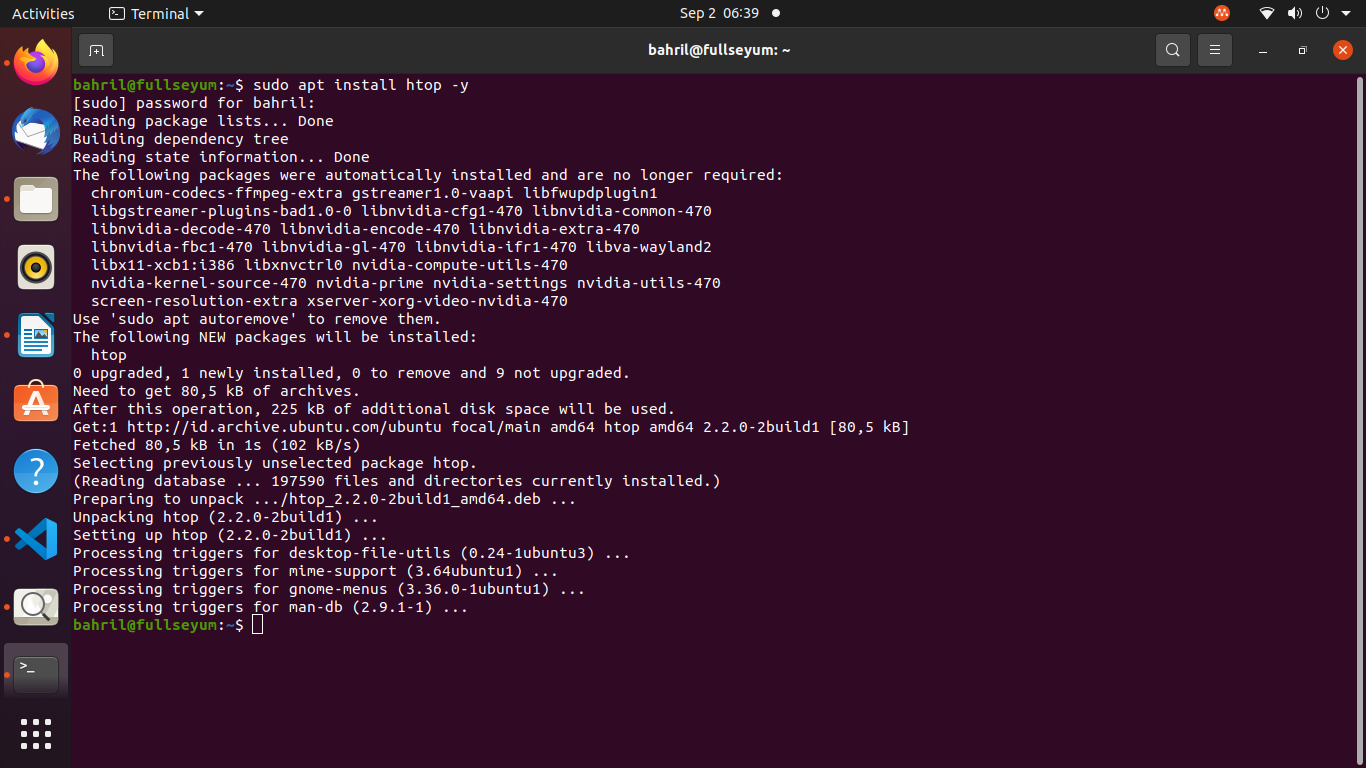 Activities
Terminal
Sep 2 06:39
bahril@fullseyum: ~
bahril@fullseyum:~$ sudo apt install htop -y
[sudo] password for bahril:
Reading package lists... Done
Building dependency tree
Reading state information... Done
The following packages were automatically installed and are no longer required:
  chromium-codecs-ffmpeg-extra gstreamer1.0-vaapi libfwupdplugin1
  libgstreamer-plugins-bad1.0-0 libnvidia-cfg1-470 libnvidia-common-470
  libnvidia-decode-470 libnvidia-encode-470 libnvidia-extra-470
  libnvidia-fbc1-470 libnvidia-gl-470 libnvidia-ifr1-470 libva-wayland2
  libx11-xcb1:i386 libxnvctrl0 nvidia-compute-utils-470
  nvidia-kernel-source-470 nvidia-prime nvidia-settings nvidia-utils-470
  screen-resolution-extra xserver-xorg-video-nvidia-470
Use 'sudo apt autoremove' to remove them.
The following NEW packages will be installed:
  htop
0 upgraded, 1 newly installed, 0 to remove and 9 not upgraded.
Need to get 80,5 kB of archives.
After this operation, 225 kB of additional disk space will be used.
Get:1 http://id.archive.ubuntu.com/ubuntu focal/main amd64 htop amd64 2.2.0-2build1 [80,5 kB]
Fetched 80,5 kB in 1s (102 kB/s)
Selecting previously unselected package htop.
(Reading database ... 197590 files and directories currently installed.)
Preparing to unpack .../htop_2.2.0-2build1_amd64.deb ...
Unpacking htop (2.2.0-2build1) ...
Setting up htop (2.2.0-2build1) ...
Processing triggers for desktop-file-utils (0.24-1ubuntu3) ...
Processing triggers for mime-support (3.64ubuntu1) ...
Processing triggers for gnome-menus (3.36.0-1ubuntu1) ...
Processing triggers for man-db (2.9.1-1) ...
bahril@fullseyum:~$